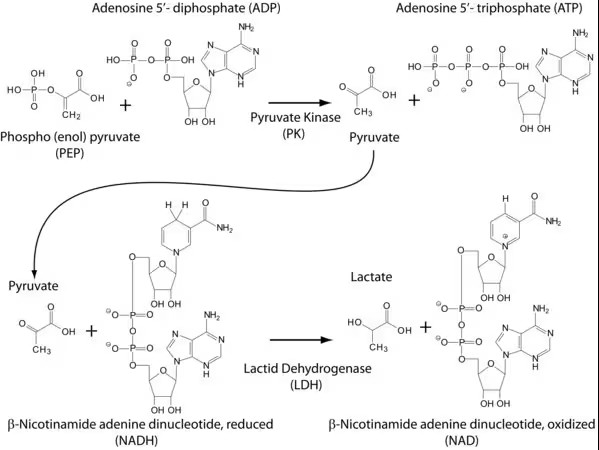 Adenosine 5'- diphosphate (ADP)
Adenosine 5'- triphosphate (ATP)
NH2
NH2
O O
N N
O O O
N N
HO P O P OH
HO P O P O P OH
OH O
O
N N
O
N N
HO P O
OH
⊖
O
H
O
OH
⊖ ⊖
O
H
O
+
O
+
CH2
OH OH
CH3
OH OH
Phospho (enol) pyruvate
(PEP)
Pyruvate Kinase
(PK)
Pyruvate
H H O
H O
NH2
NH2
N
N
⊕
O
O
O
O
Pyruvate
OH OH
Lactate
OH OH
O
⊖O P O
NH2
O
⊖O P O
NH2
O
OH
+
O
N N
HO
OH
+
O
N N
CH3
⊖O P O
N N
H
CH3
⊖O P O
N N
H
O
O
Lactid Dehydrogenase
(LDH)
O
O
OH OH
OH OH
β-Nicotinamide adenine dinucleotide, reduced
(NADH)
β-Nicotinamide adenine dinucleotide, oxidized
(NAD)